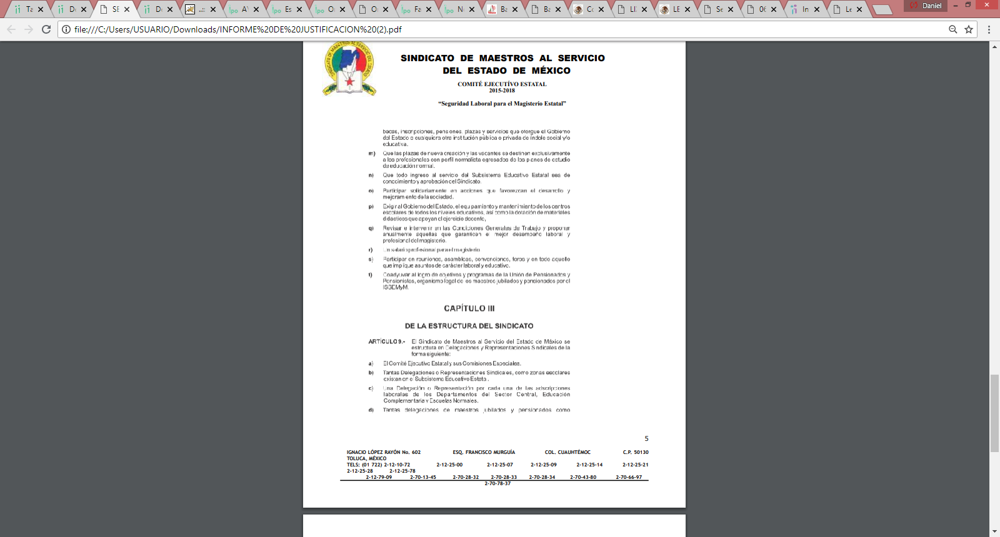 Ta
De
SE
De
..::
A\
Es
O
O
Fa
N
Ba
Ba
Co
LI
LE
Se
06
In
Le
Daniel
file:///C:/Users/USUARIO/Downloads/INFORME%20DE%20JUSTIFICACION%20(2).pdf
SINDICATO DE MAESTROS AL SERVICIO
DEL ESTADO DE MÉXICO
COMITÉ EJECUTÍVO ESTATAL
2015-2018
“Seguridad Laboral para el Magisterio Estatal”
becas, inscripciones, pensiones, plazas y servicios que otorgue el Gobierno
del Estado o cualquiera otra institución pública o privada de índole social y/o
educativa.
m) Que las plazas de nueva creación y las vacantes se destinen exclusivamente
a los profesionales con perfil normalista egresados de los planes de estudio
de educación normal.
n) Que todo ingreso al servicio del Subsistema Educativo Estatal sea de
conocimiento y aprobación del Sindicato.
o) Participar solidariamente en acciones que favorezcan el desarrollo y
mejoramiento de la sociedad.
p) Exigir al Gobierno del Estado, el equipamiento y mantenimiento de los centros
escolares de todos los niveles educativos, así como la dotación de materiales
didácticos que apoyan el ejercicio docente,
q) Revisar e intervenir en las Condiciones Generales de Trabajo y proponer
anualmente aquellas que garanticen el mejor desempeño laboral y
profesional del magisterio.
r) Un salario profesional para el magisterio.
s) Participar en reuniones, asambleas, convenciones, foros y en todo aquello
que implique asuntos de carácter laboral y educativo.
t) Coadyuvar al logro de objetivos y programas de la Unión de Pensionados y
Pensionistas, organismo legal de los maestros jubilados y pensionados por el
ISSEMyM.
CAPÍTULO III
DE LA ESTRUCTURA DEL SINDICATO
ARTÍCULO 9.- El Sindicato de Maestros al Servicio del Estado de México se
estructura en Delegaciones y Representaciones Sindicales de la
forma siguiente:
a) El Comité Ejecutivo Estatal y sus Comisiones Especiales.
b) Tantas Delegaciones o Representaciones Sindicales, como zonas escolares
existan en el Subsistema Educativo Estatal.
c) Una Delegación o Representación por cada una de las adscripciones
laborales de los Departamentos del Sector Central, Educación
Complementaria y Escuelas Normales.
d) Tantas delegaciones de maestros jubilados y pensionados como
5
IGNACIO LÓPEZ RAYÓN No. 602 ESQ. FRANCISCO MURGUÍA COL. CUAUHTÉMOC C.P. 50130
TOLUCA, MÉXICO
TELS: (01 722) 2-12-10-72 2-12-25-00 2-12-25-07 2-12-25-09 2-12-25-14 2-12-25-21
2-12-25-28 2-12-25-78
2-12-79-09 2-70-13-45 2-70-28-32 2-70-28-33 2-70-28-34 2-70-43-80 2-70-66-97
2-70-78-37